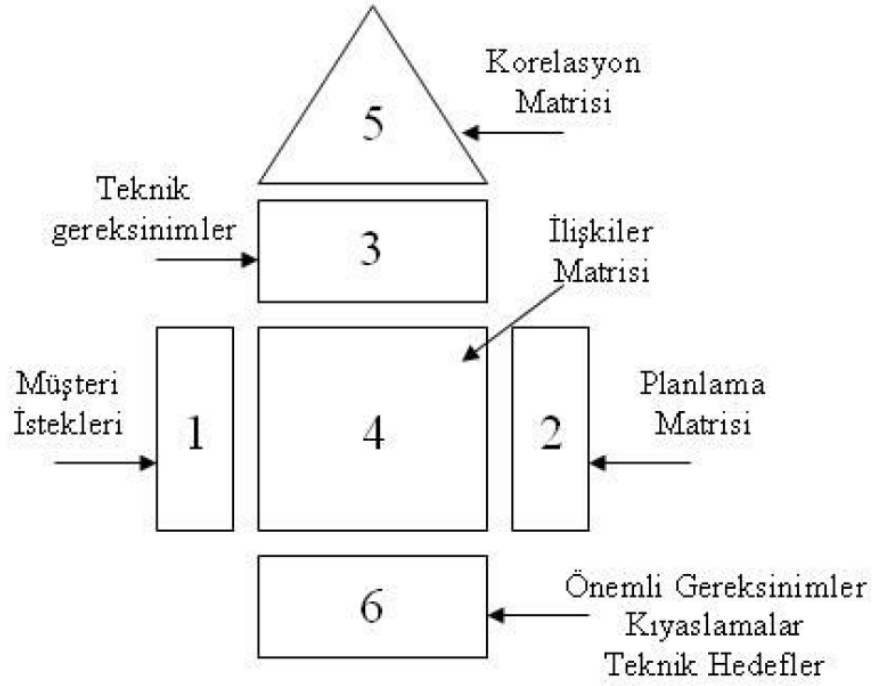 Korelasyon
Matrisi
5
Teknik
gereksinimler
3
İlişkiler
Matrisi
Müşteri
İstekleri
1
4
2
Planlama
Matrisi
6
Önemli Gereksinimler
Kıyaslamalar
Teknik Hedefler